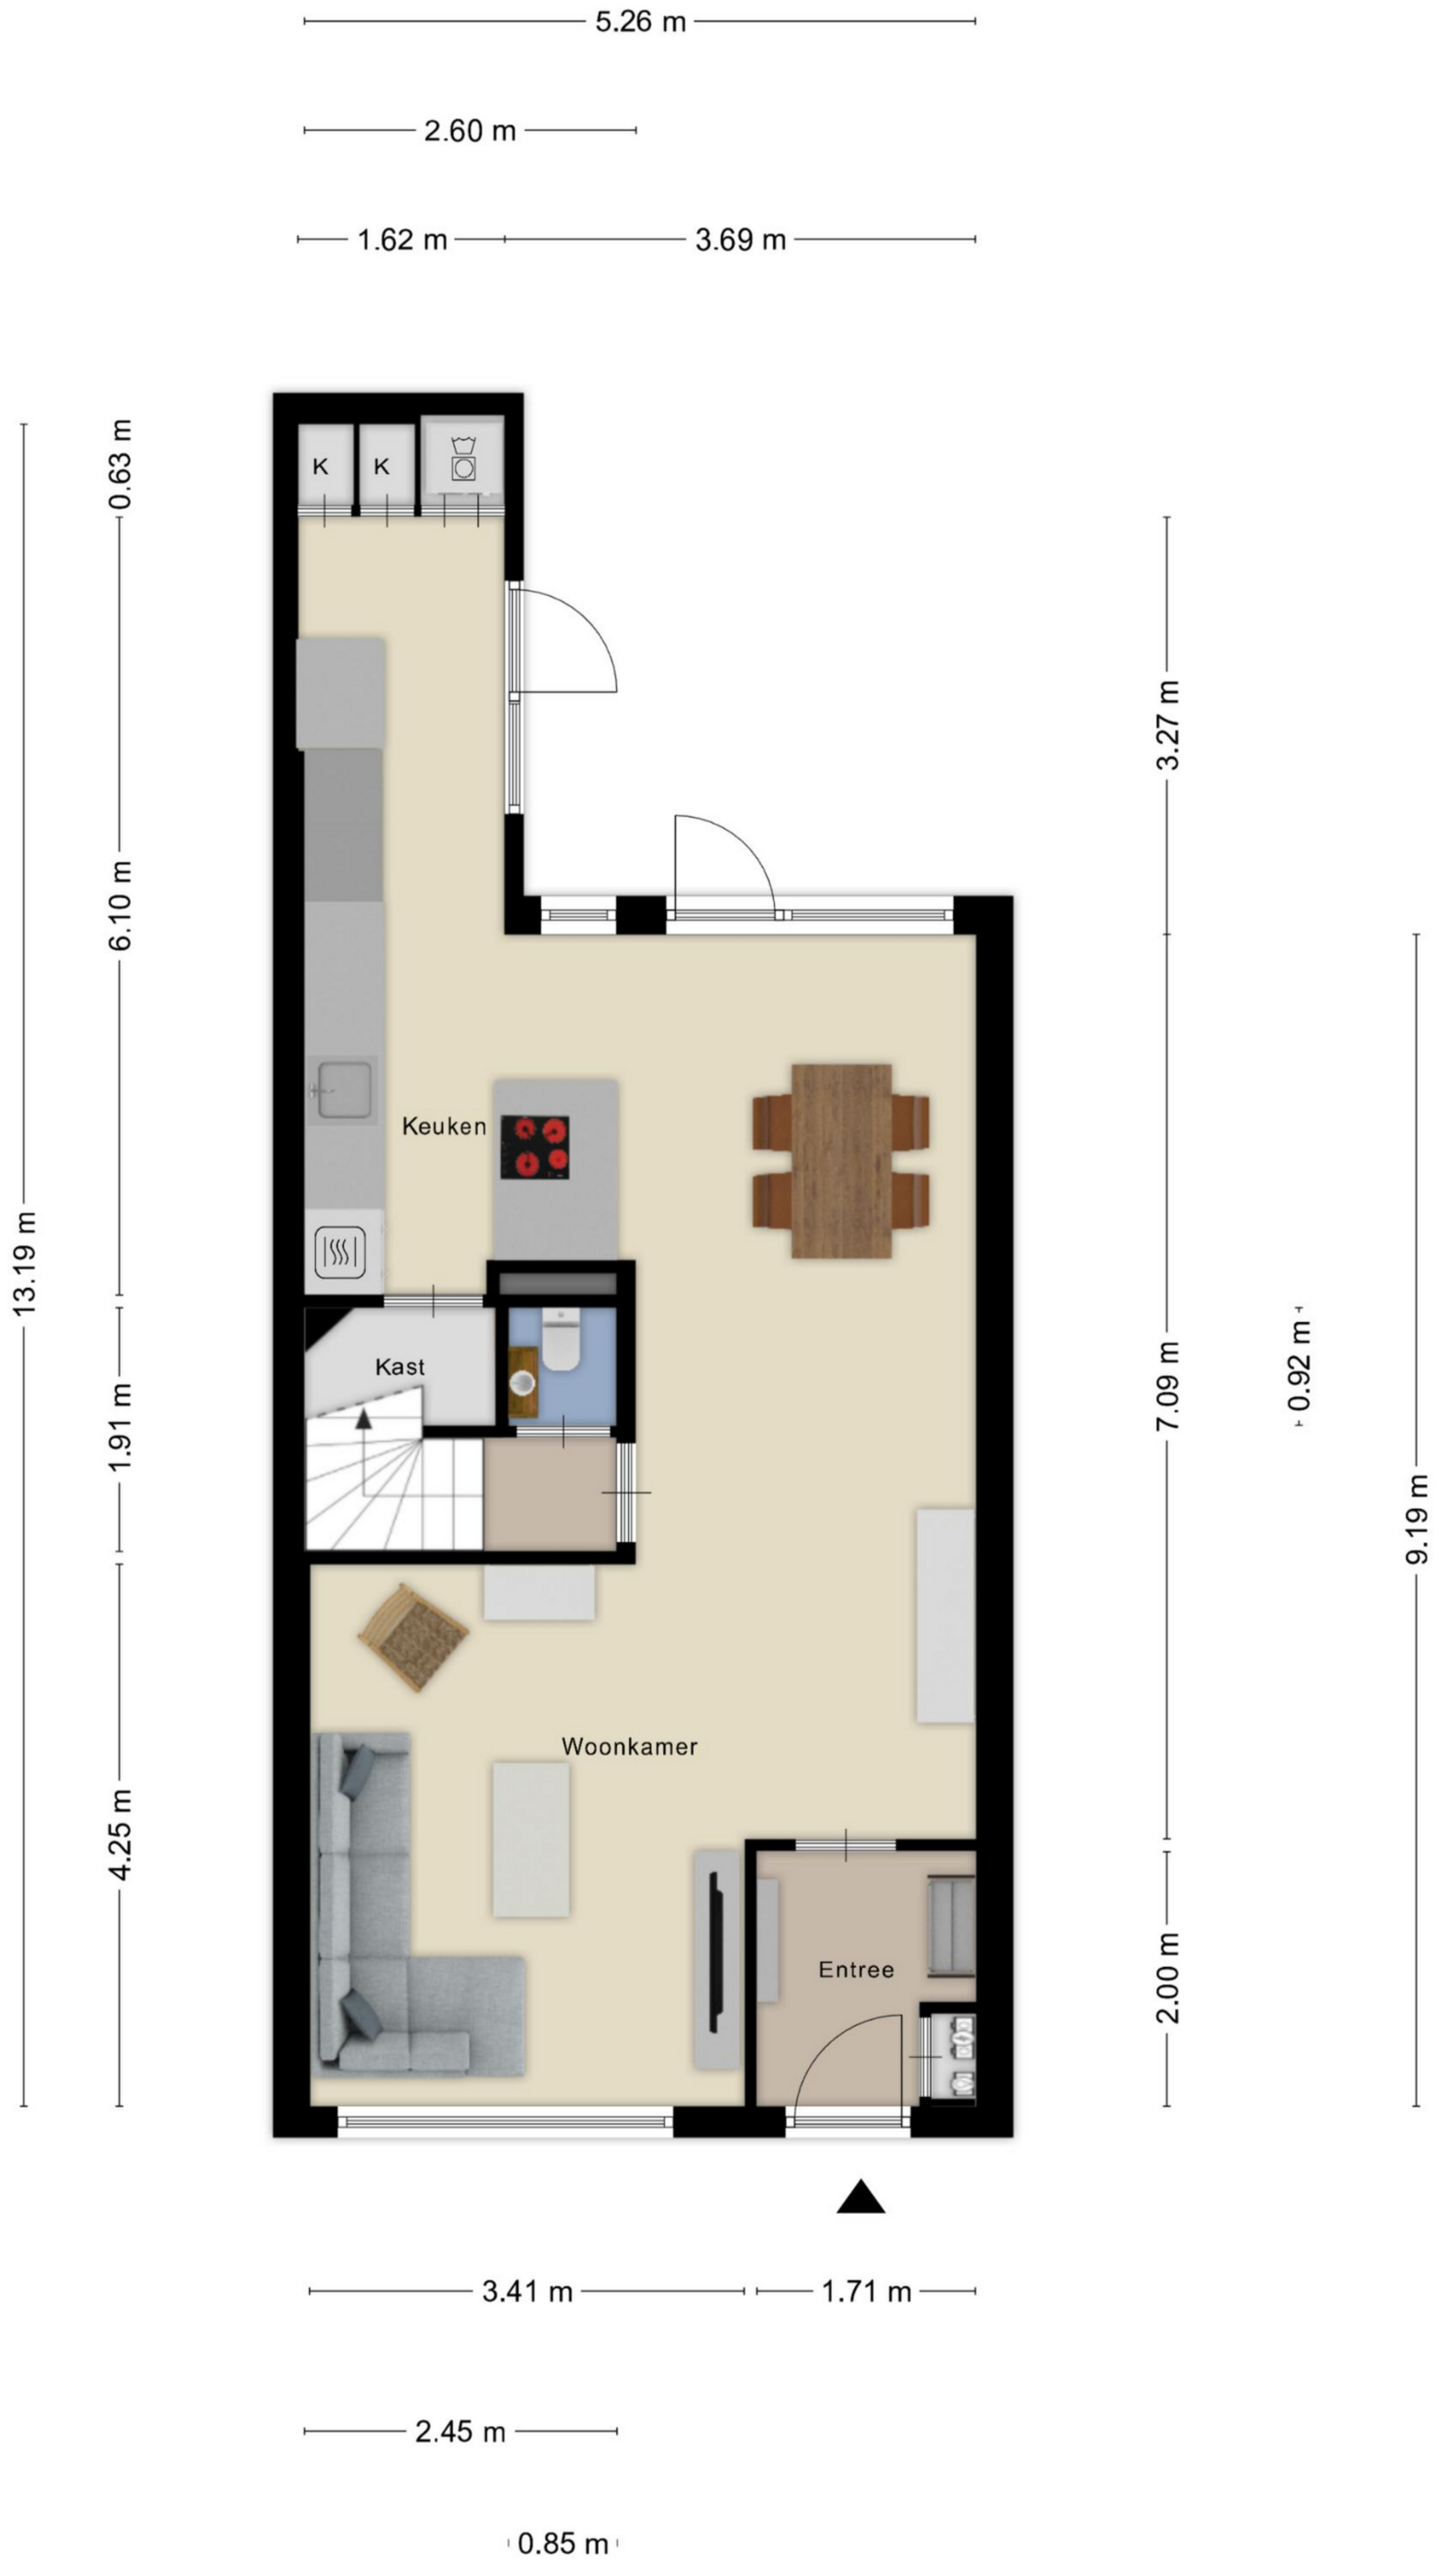 5.26 m
2.60 m
1.62 m
3.69 m
0.63 m
K
K
3.27 m
6.10 m
Keuken
13.19 m
0.92 m
Kast
1.91 m
7.09 m
9.19 m
Woonkamer
4.25 m
Entree
2.00 m
3.41 m
1.71 m
2.45 m
0.85 m